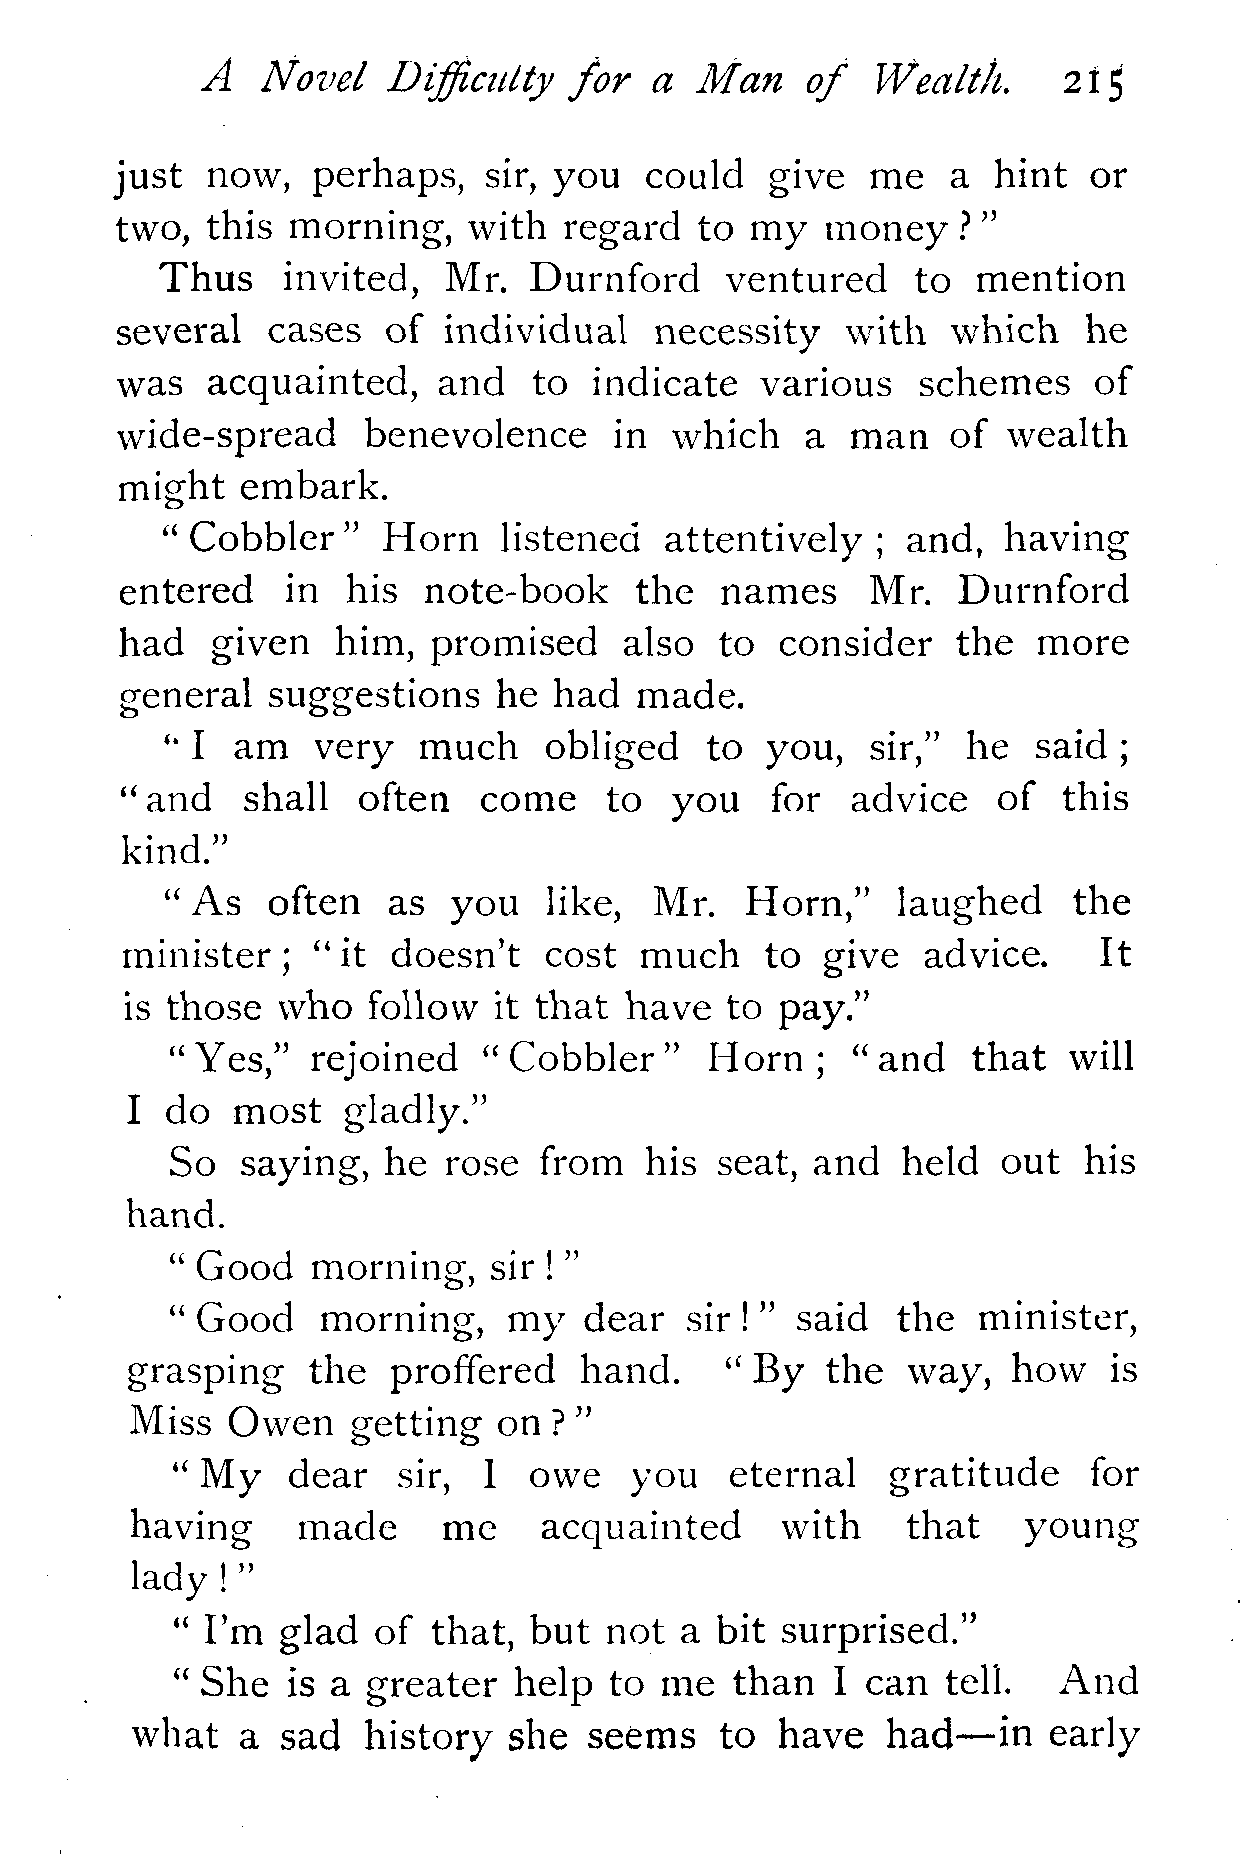 A Novel Difficulty for a Man of Wealth. 215
just now, perhaps, sir, you could give me a hint or
two, this morning, with regard to my money?"
Thus invited, Mr. Durnford ventured to mention
several cases of individual necessity with which he
was acquainted, and to indicate various schemes of
wide-spread benevolence in which a man of wealth
might embark.
"Cobbler" Horn listened attentively; and, having
entered in his note-book the names Mr. Durnford
had given him, promised also to consider the more
general suggestions he had made.
"I am very much obliged to you, sir," he said;
"and shall often come to you for advice of this
kind."
"As often as you like, Mr. Horn," laughed the
minister; "it doesn't cost much to give advice. It
is those who follow it that have to pay."
"Yes," rejoined "Cobbler" Horn; "and that will
I do most gladly."
So saying, he rose from his seat, and held out his
hand.
"Good morning, sir!"
"Good morning, my dear sir!" said the minister,
grasping the proffered hand. "By the way, how is
Miss Owen getting on?"
"My dear sir, I owe you eternal gratitude for
having made me acquainted with that young
lady!"
"I'm glad of that, but not a bit surprised."
"She is a greater help to me than I can tell. And
what a sad history she seems to have had—in early